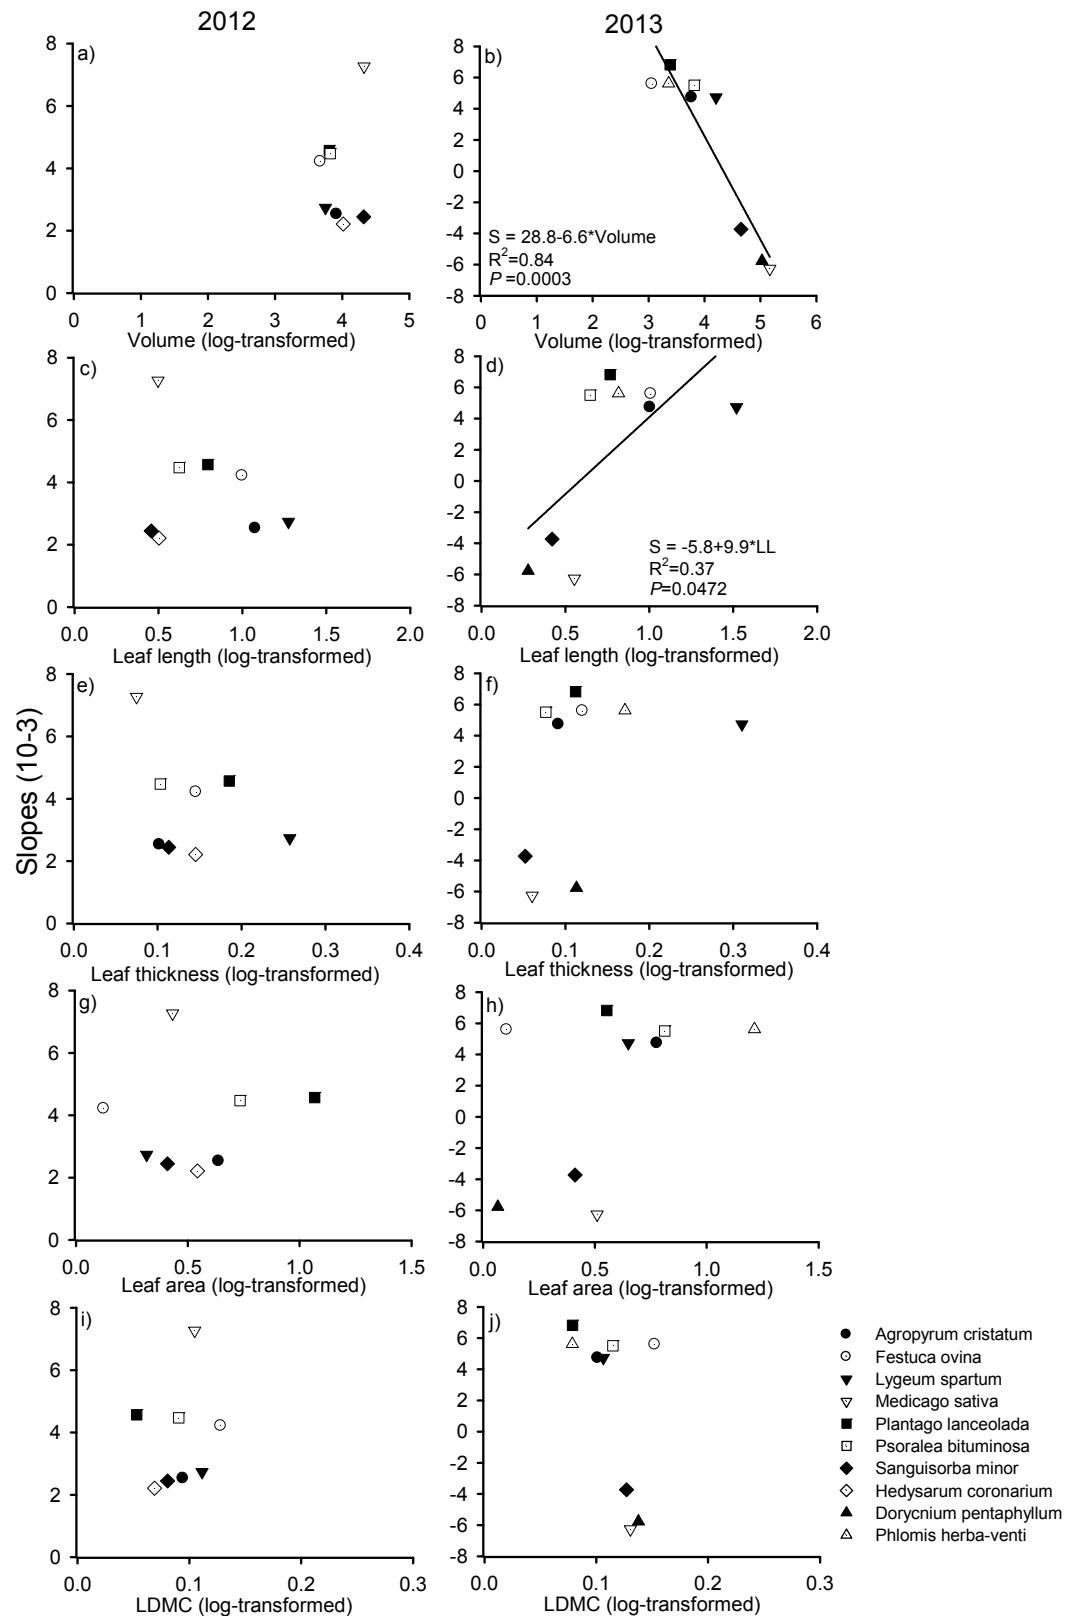 2012
2013
a)
8
6
4
2
0
0 1 2 3 4 5
Volume (log-transformed)
b)
8
6
4
2
0
-2
-4
-6
-8
S = 28.8-6.6*Volume
R2=0.84
P =0.0003
0 1 2 3 4 5 6
Volume (log-transformed)
c)
8
6
4
2
0
0.0 0.5 1.0 1.5 2.0
Leaf length (log-transformed)
d)
8
6
4
2
0
-2
-4
-6
-8
S = -5.8+9.9*LL
R2=0.37
P=0.0472
0.0 0.5 1.0 1.5 2.0
Leaf length (log-transformed)
Slopes (10-3)
e)
8
6
4
2
0
0.0 0.1 0.2 0.3 0.4
Leaf thickness (log-transformed)
f)
8
6
4
2
0
-2
-4
-6
-8
0.0 0.1 0.2 0.3 0.4
Leaf thickness (log-transformed)
g)
8
6
4
2
0
0.0 0.5 1.0 1.5
Leaf area (log-transformed)
h)
8
6
4
2
0
-2
-4
-6
-8
0.0 0.5 1.0 1.5
Leaf area (log-transformed)
i)
8
6
4
2
0
0.0 0.1 0.2 0.3
LDMC (log-transformed)
j)
8
6
4
2
0
-2
-4
-6
-8
0.0 0.1 0.2 0.3
LDMC (log-transformed)
Agropyrum cristatum
Festuca ovina
Lygeum spartum
Medicago sativa
Plantago lanceolada
Psoralea bituminosa
Sanguisorba minor
Hedysarum coronarium
Dorycnium pentaphyllum
Phlomis herba-venti